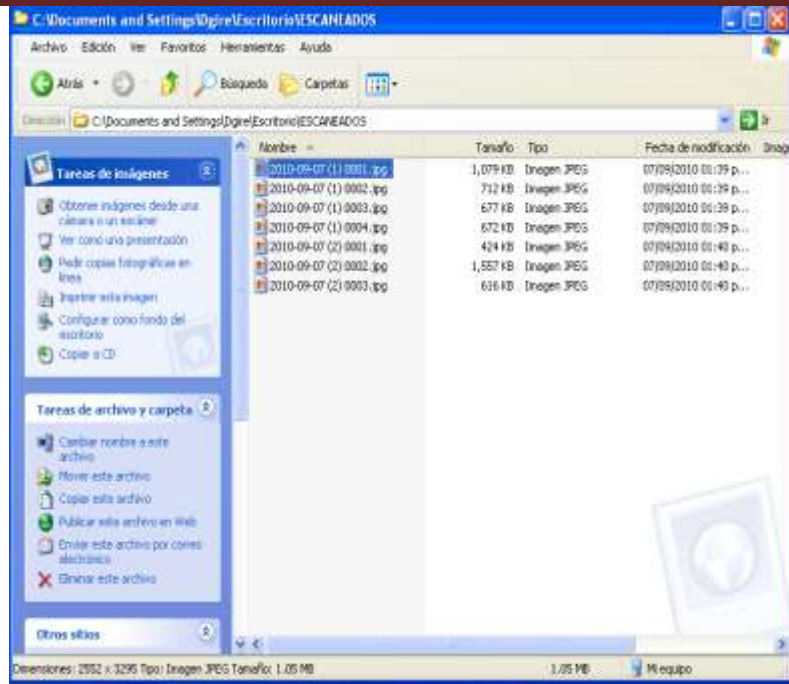 C:\Documents and Settings\Dgire\Escritorio\ESCANEADOS
Archivo Edición Ver Favoritos Herramientas Ayuda
Atrás Búsqueda Carpetas
Dirección C:\Documents and Settings\Dgire\Escritorio\ESCANEADOS Ir
Nombre Tamaño Tipo Fecha de modificación Imag
2010-09-07 (1) 0001.jpg 1,079 KB Imagen JPEG 07/09/2010 01:39 p...
2010-09-07 (1) 0002.jpg 712 KB Imagen JPEG 07/09/2010 01:39 p...
2010-09-07 (1) 0003.jpg 677 KB Imagen JPEG 07/09/2010 01:39 p...
2010-09-07 (1) 0004.jpg 672 KB Imagen JPEG 07/09/2010 01:39 p...
2010-09-07 (2) 0001.jpg 424 KB Imagen JPEG 07/09/2010 01:40 p...
2010-09-07 (2) 0002.jpg 1,557 KB Imagen JPEG 07/09/2010 01:40 p...
2010-09-07 (2) 0003.jpg 616 KB Imagen JPEG 07/09/2010 01:40 p...
Tareas de imágenes
Obtener imágenes desde una
cámara o un escáner
Ver como una presentación
Pedir copias fotográficas en
línea
Imprimir esta imagen
Configurar como fondo del
escritorio
Copiar a CD
Tareas de archivo y carpeta
Cambiar nombre a este
archivo
Mover este archivo
Copiar este archivo
Publicar este archivo en Web
Enviar este archivo por correo
electrónico
Eliminar este archivo
Otros sitios
Dimensiones: 2552 x 3295 Tipo: Imagen JPEG Tamaño: 1.05 MB 1.05 MB Mi equipo